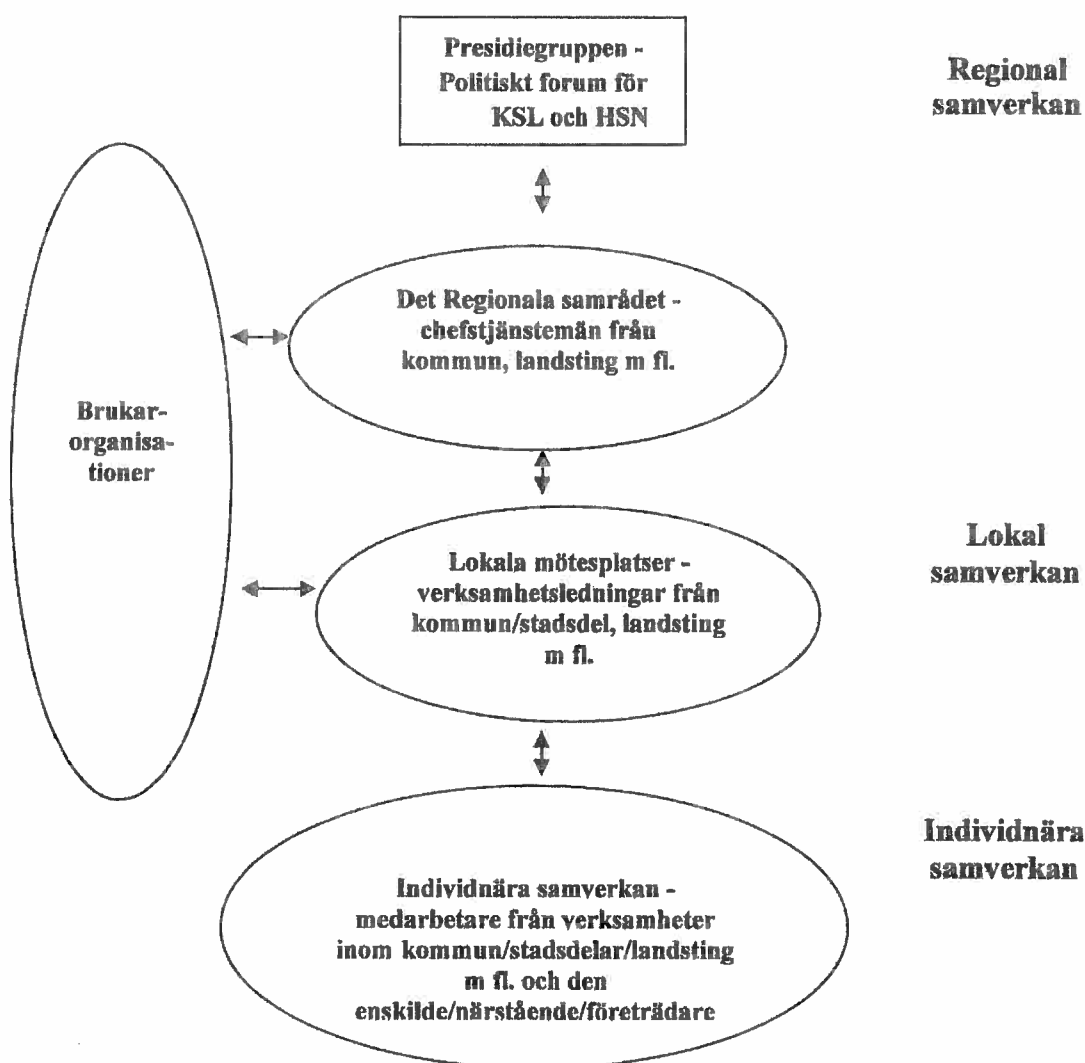 Presidiegruppen -
Politiskt forum för
KSL och HSN
Regional
samverkan
Det Regionala samrådet -
chefstjänstemän från
kommun, landsting m fl.
Brukar-
organisa-
tioner
Lokala mötesplatser -
verksamhetsledningar från
kommun/stadsdel, landsting
m fl.
Lokal
samverkan
Individnära samverkan -
medarbetare från verksamheter
inom kommun/stadsdelar/landsting
m fl. och den
enskilde/närstående/företrädare
Individnära
samverkan